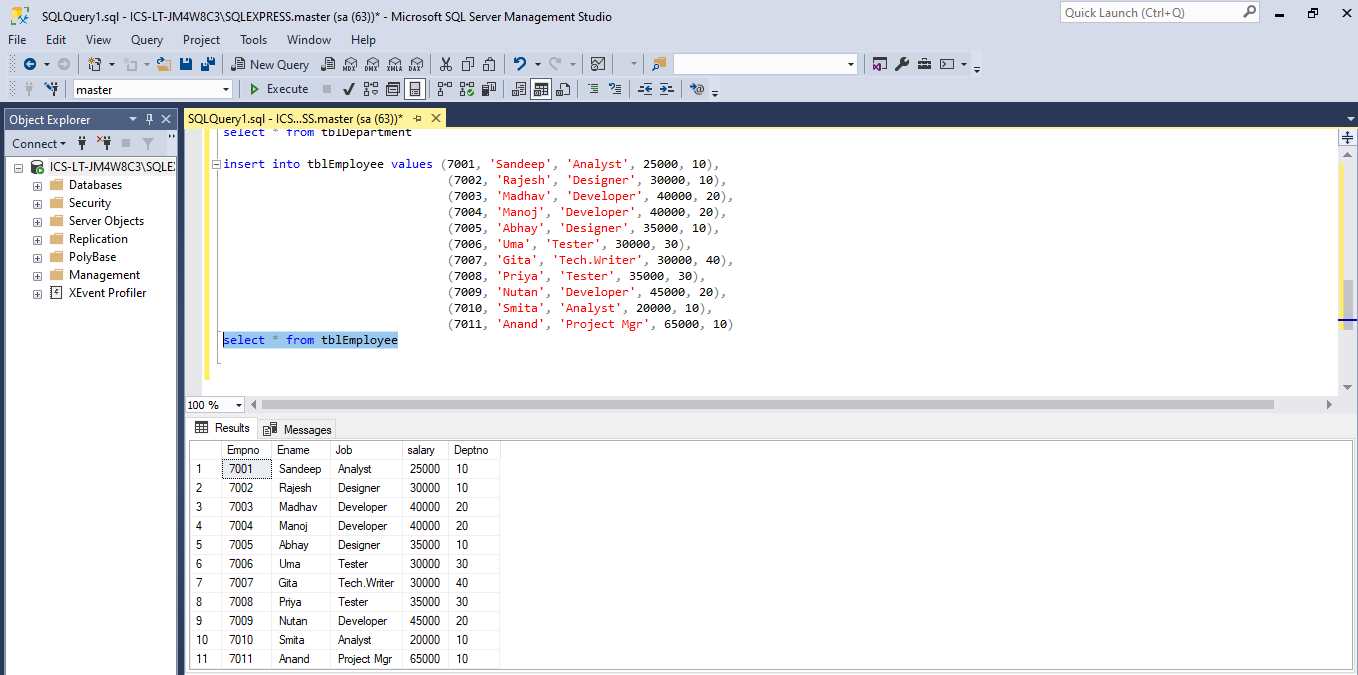 SQLQuery1.sql - ICS-LT-JM4W8C3\SQLEXPRESS.master (sa (63))* - Microsoft SQL Server Management Studio
Quick Launch (Ctrl+Q)
File Edit View Query Project Tools Window Help
New Query MDX DMX XMLA DAX
master Execute
Object Explorer
SQLQuery1.sql - ICS...SS.master (sa (63))*
Connect
ICS-LT-JM4W8C3\SQLE
Databases
Security
Server Objects
Replication
PolyBase
Management
XEvent Profiler
select * from tblDepartment
insert into tblEmployee values (7001, 'Sandeep', 'Analyst', 25000, 10),
(7002, 'Rajesh', 'Designer', 30000, 10),
(7003, 'Madhav', 'Developer', 40000, 20),
(7004, 'Manoj', 'Developer', 40000, 20),
(7005, 'Abhay', 'Designer', 35000, 10),
(7006, 'Uma', 'Tester', 30000, 30),
(7007, 'Gita', 'Tech.Writer', 30000, 40),
(7008, 'Priya', 'Tester', 35000, 30),
(7009, 'Nutan', 'Developer', 45000, 20),
(7010, 'Smita', 'Analyst', 20000, 10),
(7011, 'Anand', 'Project Mgr', 65000, 10)
select * from tblEmployee
100 %
Results Messages
Empno Ename Job salary Deptno
1 7001 Sandeep Analyst 25000 10
2 7002 Rajesh Designer 30000 10
3 7003 Madhav Developer 40000 20
4 7004 Manoj Developer 40000 20
5 7005 Abhay Designer 35000 10
6 7006 Uma Tester 30000 30
7 7007 Gita Tech.Writer 30000 40
8 7008 Priya Tester 35000 30
9 7009 Nutan Developer 45000 20
10 7010 Smita Analyst 20000 10
11 7011 Anand Project Mgr 65000 10